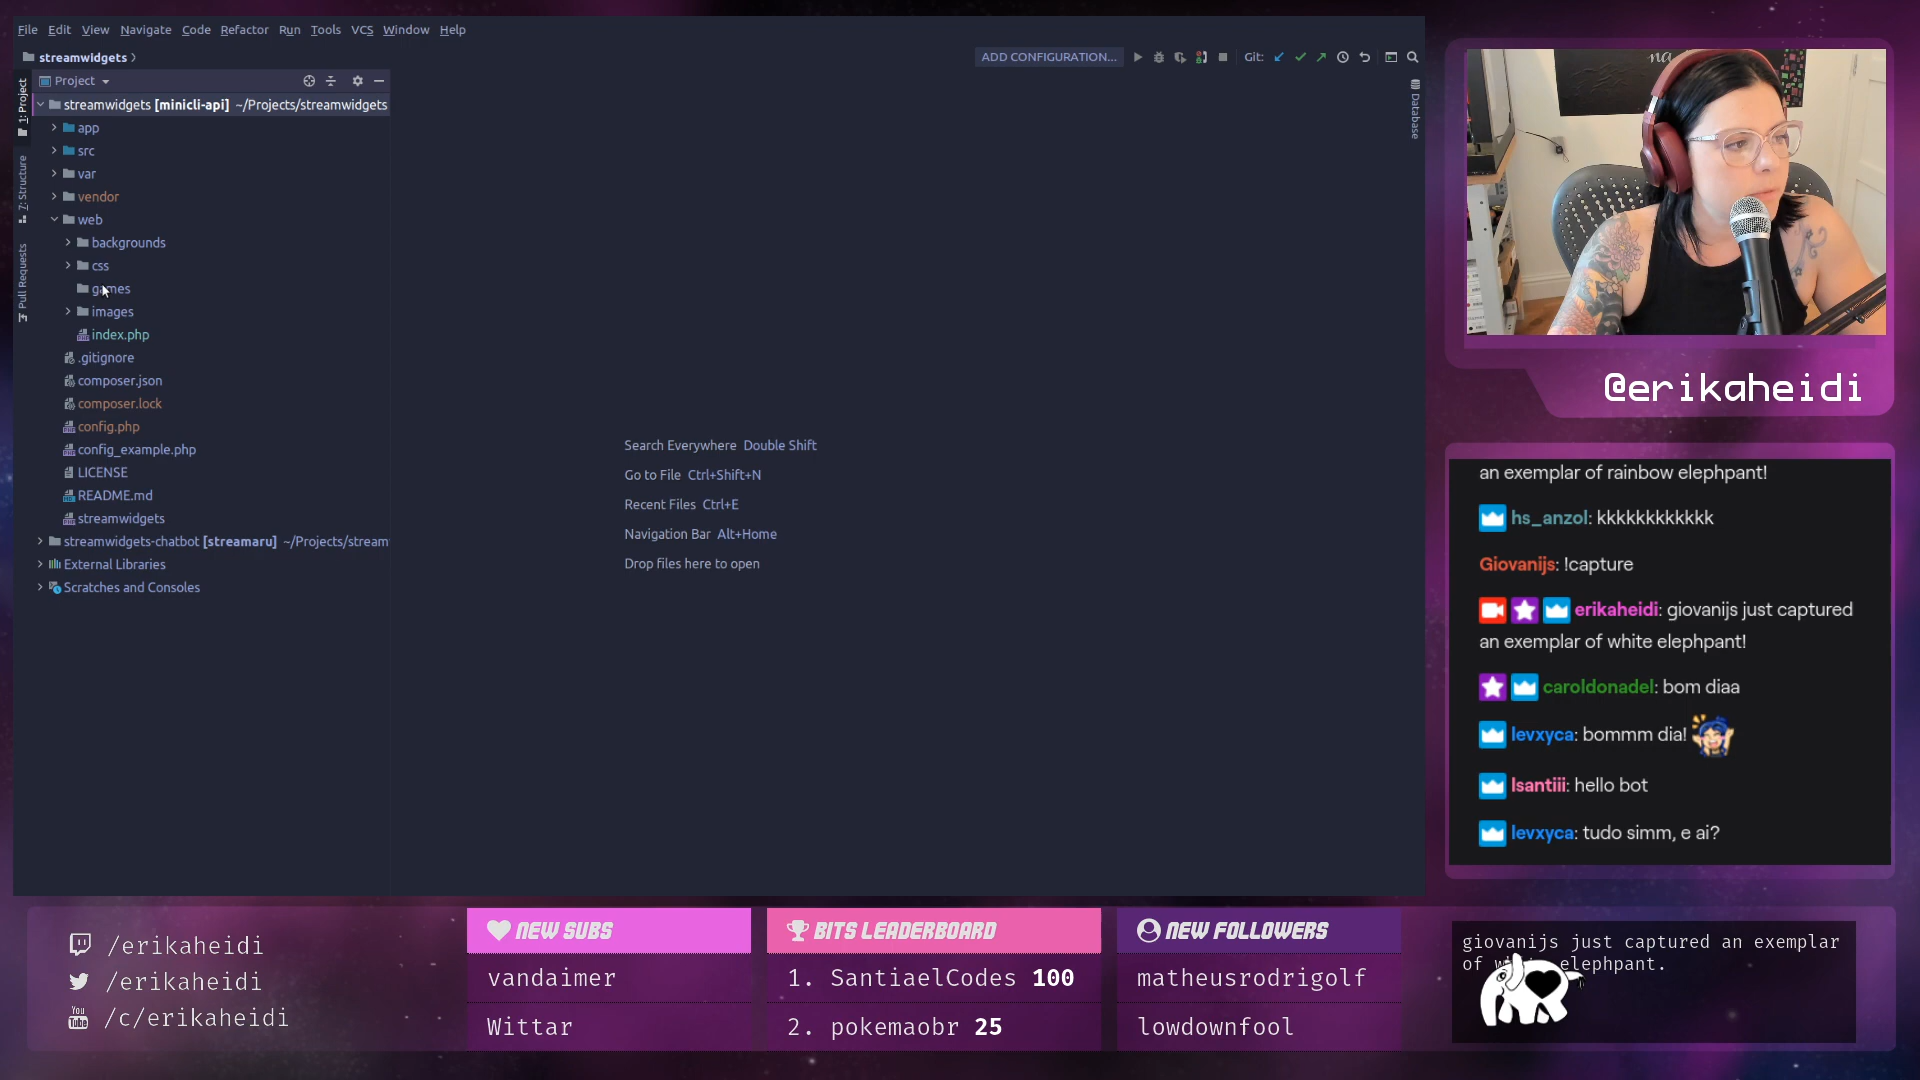 File Edit View Navigate Code Refactor Run Tools VCS Window Help
streamwidgets
ADD CONFIGURATION...
Git:
Project
1: Project
7: Structure
Pull Requests
Database
streamwidgets [minicli-api] ~/Projects/streamwidgets
app
src
var
vendor
web
backgrounds
css
games
images
index.php
.gitignore
composer.json
composer.lock
config.php
config_example.php
LICENSE
README.md
streamwidgets
streamwidgets-chatbot [streamaru] ~/Projects/stream
External Libraries
Scratches and Consoles
Search Everywhere Double Shift
Go to File Ctrl+Shift+N
Recent Files Ctrl+E
Navigation Bar Alt+Home
Drop files here to open
na
@erikaheidi
an exemplar of rainbow elephpant!
hs_anzol: kkkkkkkkkkkk
Giovanijs: !capture
erikaheidi: giovanijs just captured
an exemplar of white elephpant!
caroldonadel: bom diaa
levxyca: bommm dia!
lsantiii: hello bot
levxyca: tudo simm, e ai?
/erikaheidi
/erikaheidi
You Tube /c/erikaheidi
NEW SUBS
vandaimer
Wittar
BITS LEADERBOARD
1. SantiaelCodes 100
2. pokemaobr 25
NEW FOLLOWERS
matheusrodrigolf
lowdownfool
giovanijs just captured an exemplar
of white elephpant.